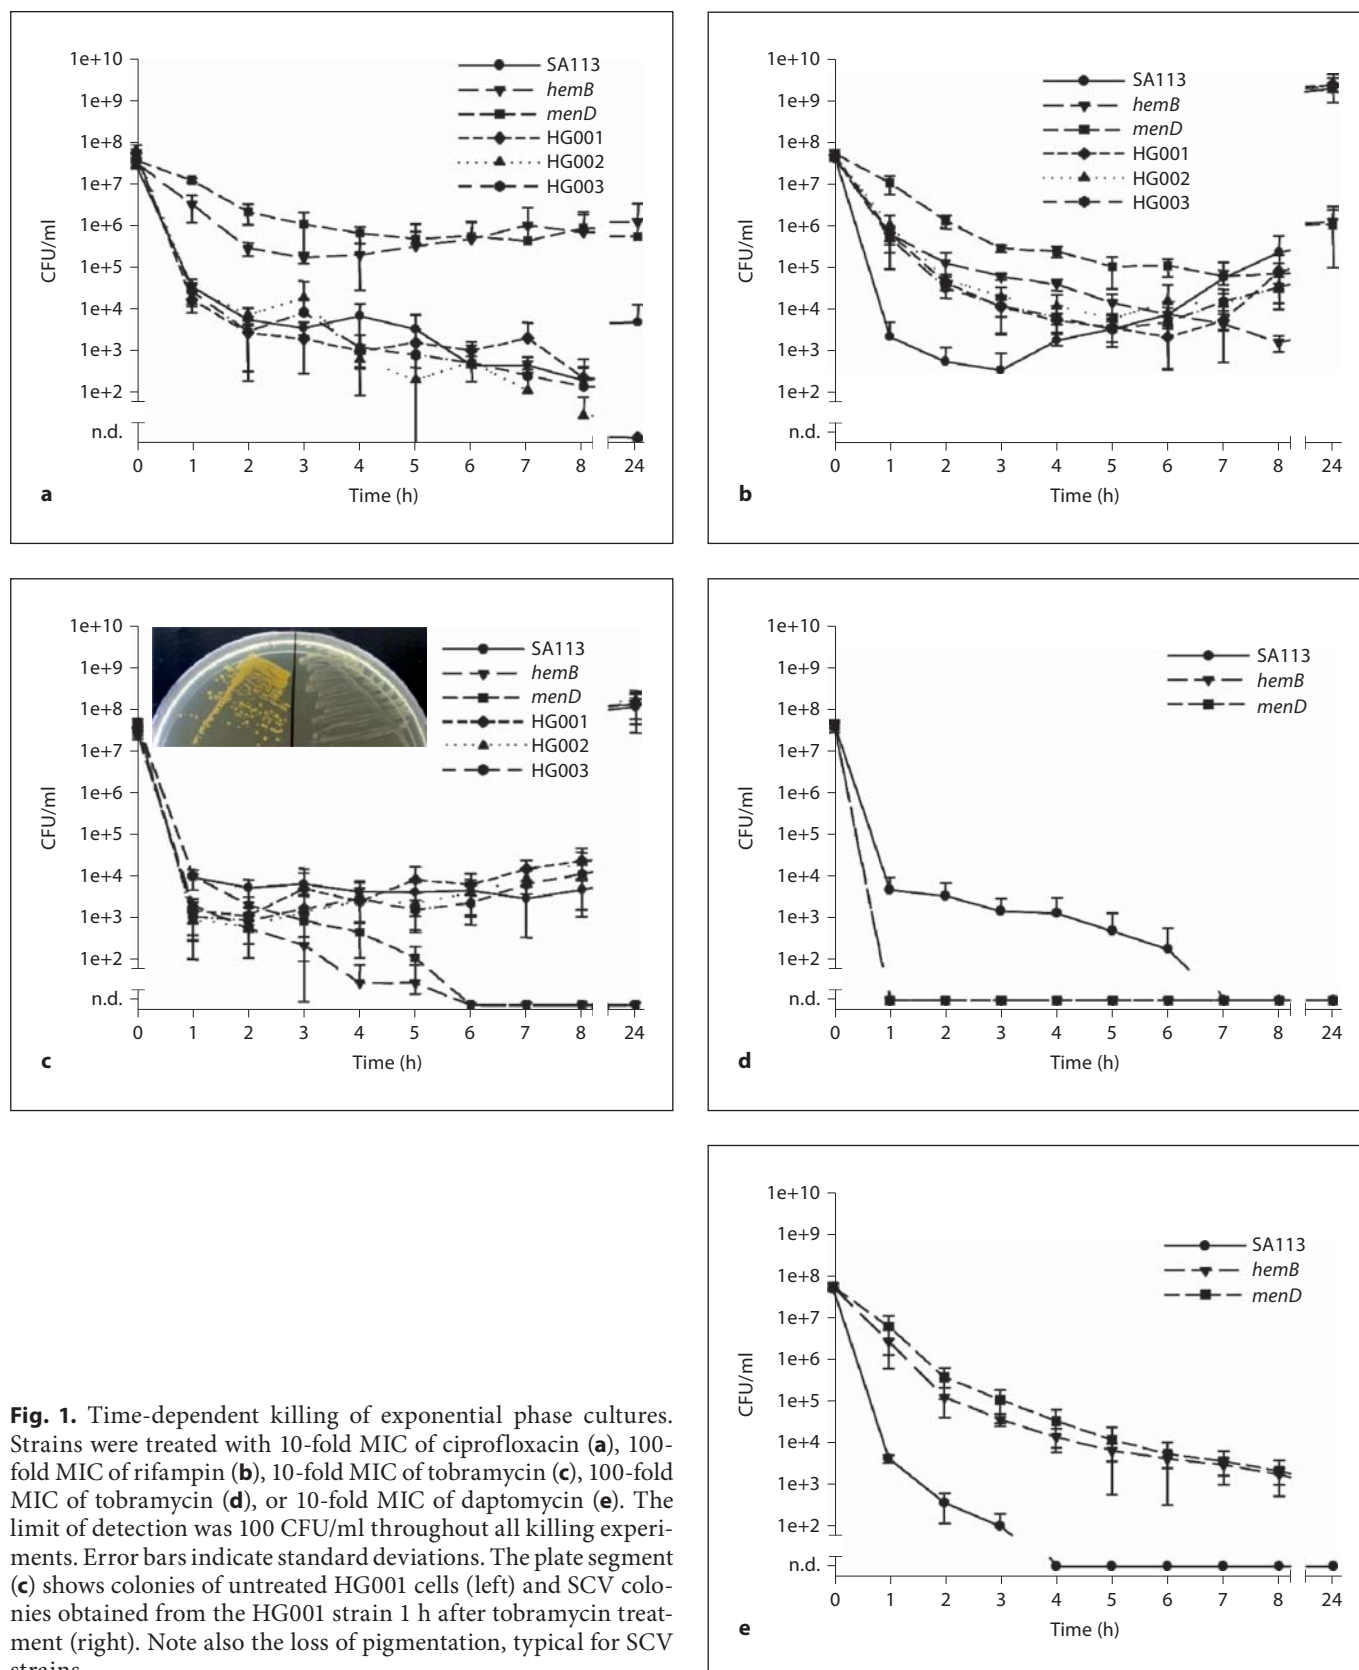 1e+10
1e+9
1e+8
1e+7
1e+6
1e+5
1e+4
1e+3
1e+2
n.d.
CFU/ml
SA113
hemB
menD
HG001
HG002
HG003
0 1 2 3 4 5 6 7 8 24
Time (h)
a
1e+10
1e+9
1e+8
1e+7
1e+6
1e+5
1e+4
1e+3
1e+2
n.d.
CFU/ml
SA113
hemB
menD
HG001
HG002
HG003
0 1 2 3 4 5 6 7 8 24
Time (h)
b
1e+10
1e+9
1e+8
1e+7
1e+6
1e+5
1e+4
1e+3
1e+2
n.d.
CFU/ml
SA113
hemB
menD
HG001
HG002
HG003
0 1 2 3 4 5 6 7 8 24
Time (h)
c
1e+10
1e+9
1e+8
1e+7
1e+6
1e+5
1e+4
1e+3
1e+2
n.d.
CFU/ml
SA113
hemB
menD
0 1 2 3 4 5 6 7 8 24
Time (h)
d
1e+10
1e+9
1e+8
1e+7
1e+6
1e+5
1e+4
1e+3
1e+2
n.d.
CFU/ml
SA113
hemB
menD
0 1 2 3 4 5 6 7 8 24
Time (h)
e
Fig. 1. Time-dependent killing of exponential phase cultures.
Strains were treated with 10-fold MIC of ciprofloxacin (a), 100-
fold MIC of rifampin (b), 10-fold MIC of tobramycin (c), 100-fold
MIC of tobramycin (d), or 10-fold MIC of daptomycin (e). The
limit of detection was 100 CFU/ml throughout all killing experi-
ments. Error bars indicate standard deviations. The plate segment
(c) shows colonies of untreated HG001 cells (left) and SCV colo-
nies obtained from the HG001 strain 1 h after tobramycin treat-
ment (right). Note also the loss of pigmentation, typical for SCV
strains.